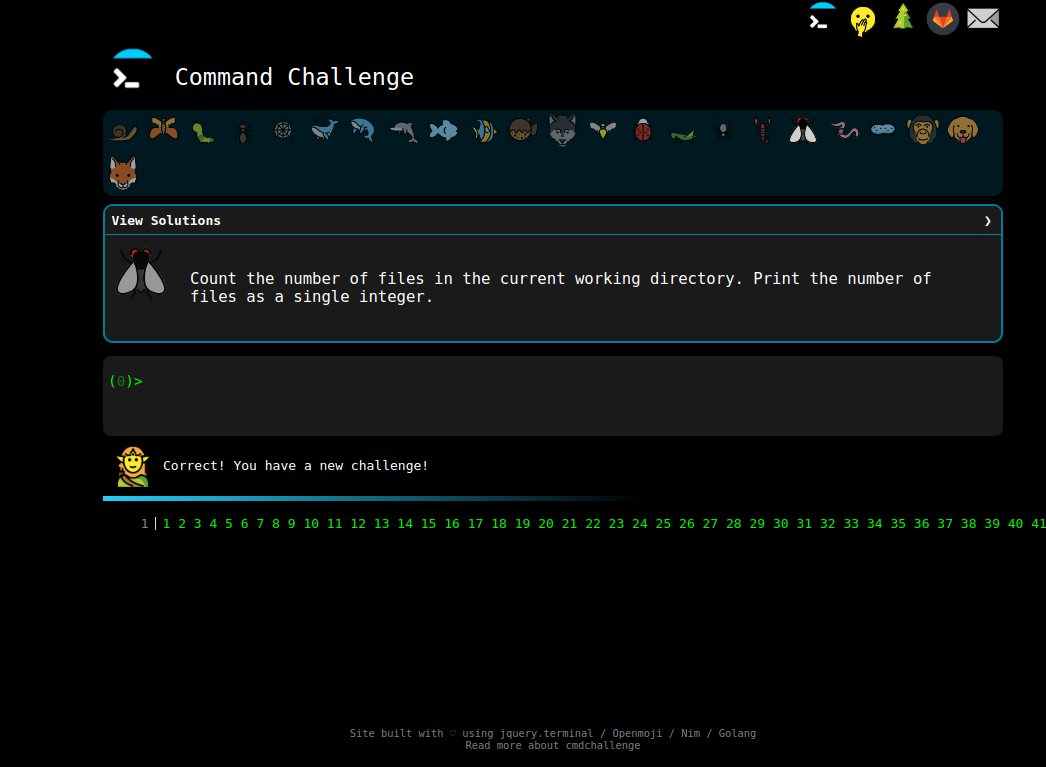 Command Challenge
View Solutions ❯
Count the number of files in the current working directory. Print the number of
files as a single integer.
(0)>
Correct! You have a new challenge!
1 1 2 3 4 5 6 7 8 9 10 11 12 13 14 15 16 17 18 19 20 21 22 23 24 25 26 27 28 29 30 31 32 33 34 35 36 37 38 39 40 41
Site built with ♡ using jquery.terminal / Openmoji / Nim / Golang
Read more about cmdchallenge